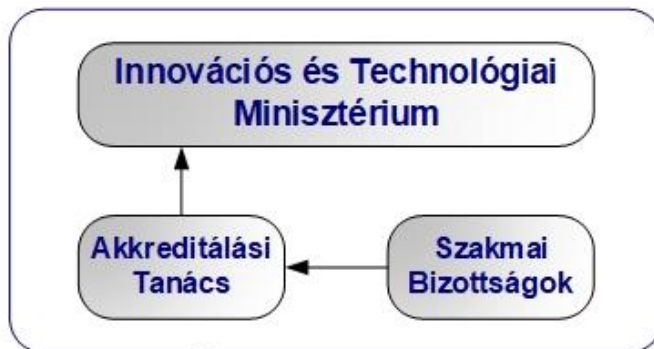 Innovációs és Technológiai
Minisztérium
Akkreditálási
Tanács
Szakmai
Bizottságok